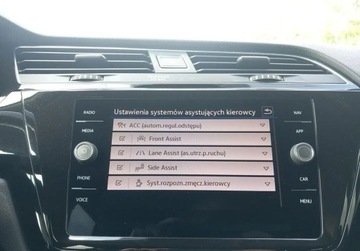 Ustawienia systemów asystujących kierowcy
RADIO
NAV
ACC (autom.regul.odstępu)
MEDIA
APP
Front Assist
Lane Assist (as.utrz.p.ruchu)
Side Assist
PHONE
CAR
Syst.rozpozn.zmęcz.kierowcy
VOICE
MENU